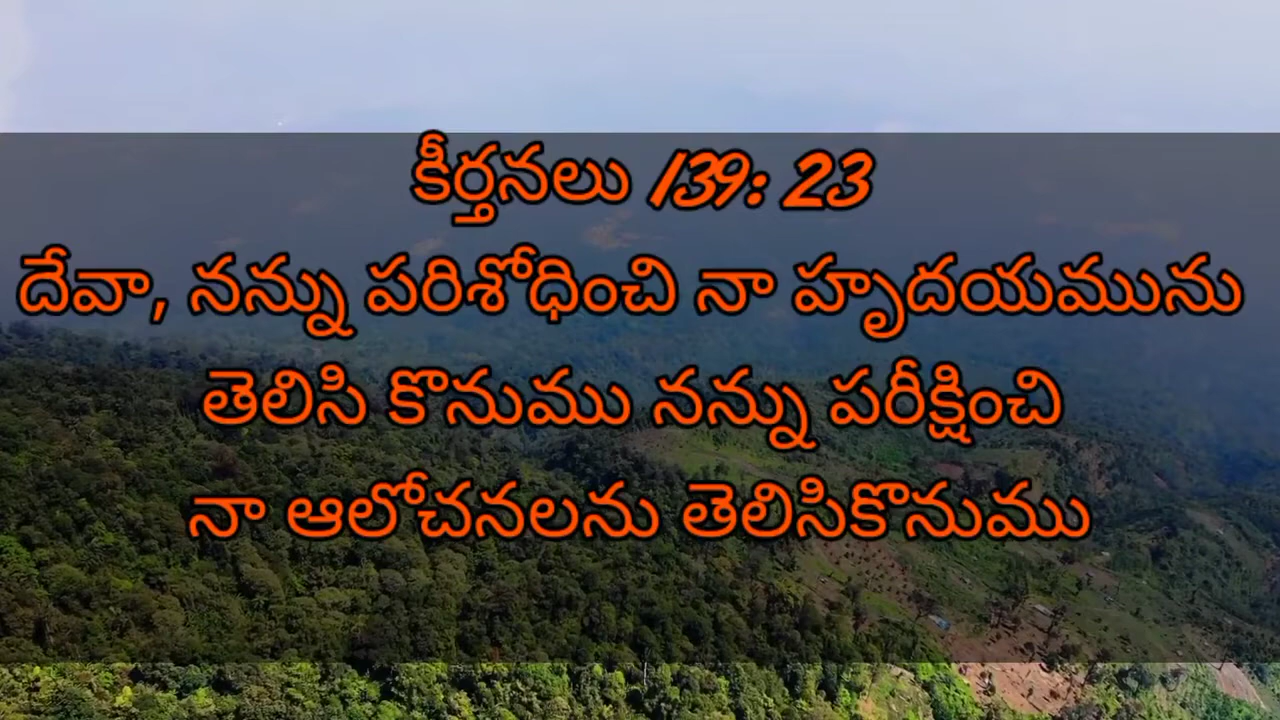 కీర్తనలు 139: 23
దేవా, నన్ను పరిశోధించి నా హృదయమును
తెలిసి కొనుము నన్ను పరీక్షించి
నా ఆలోచనలను తెలిసికొనుము